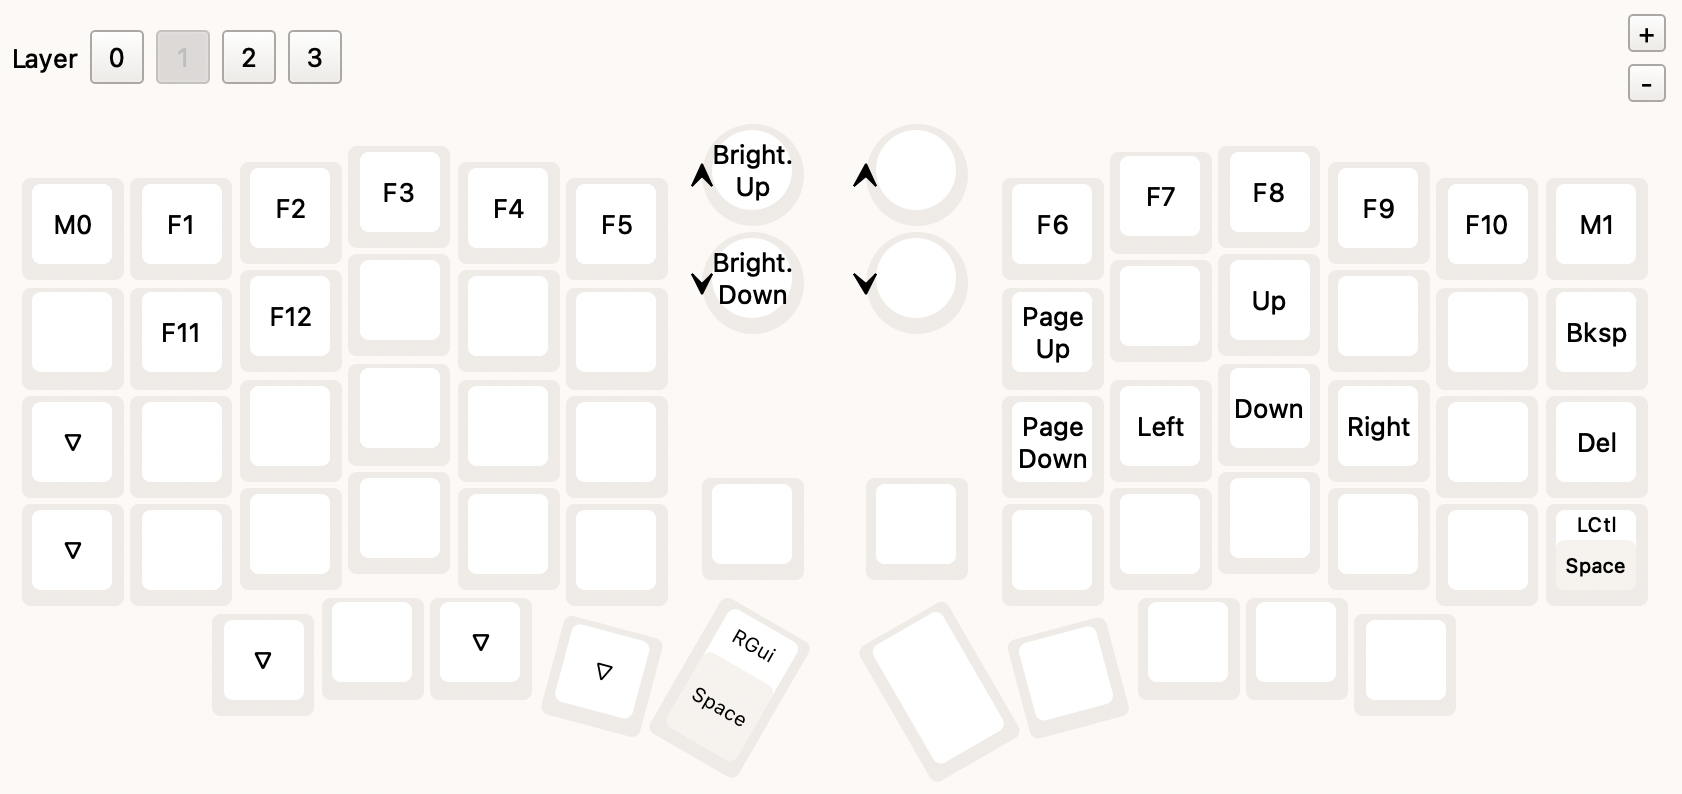 Layer 0 1 2 3
+
-
M0 F1 F2 F3 F4 F5
Bright.
Up
F6 F7 F8 F9 F10 M1
F11 F12
Bright.
Down
Page
Up
Up
Bksp
▽
Page
Down
Left Down Right
Del
▽
LCtl
Space
▽ ▽ ▽
RGui
Space